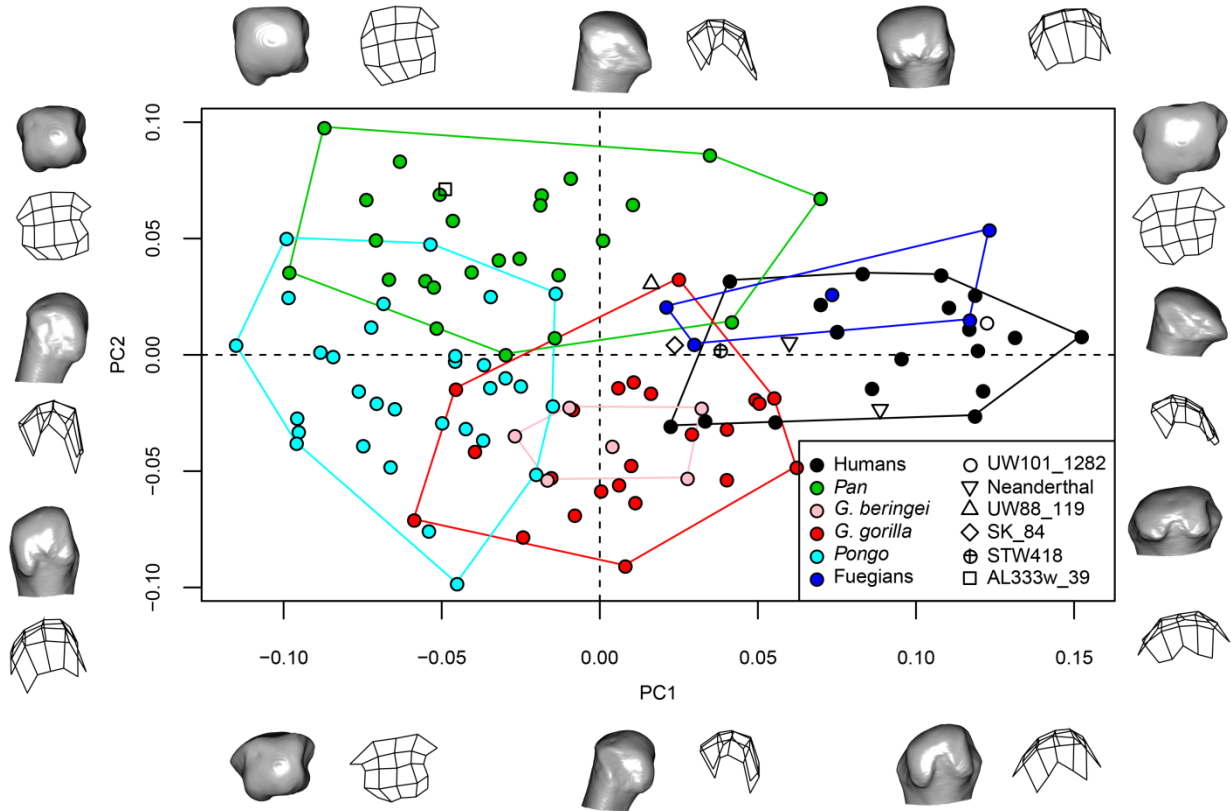 0.10
0.05
0.00
−0.05
−0.10
PC2
Humans
Pan
G. beringei
G. gorilla
Pongo
Fuegians
UW101_1282
Neanderthal
UW88_119
SK_84
STW418
AL333w_39
−0.10 −0.05 0.00 0.05 0.10 0.15
PC1